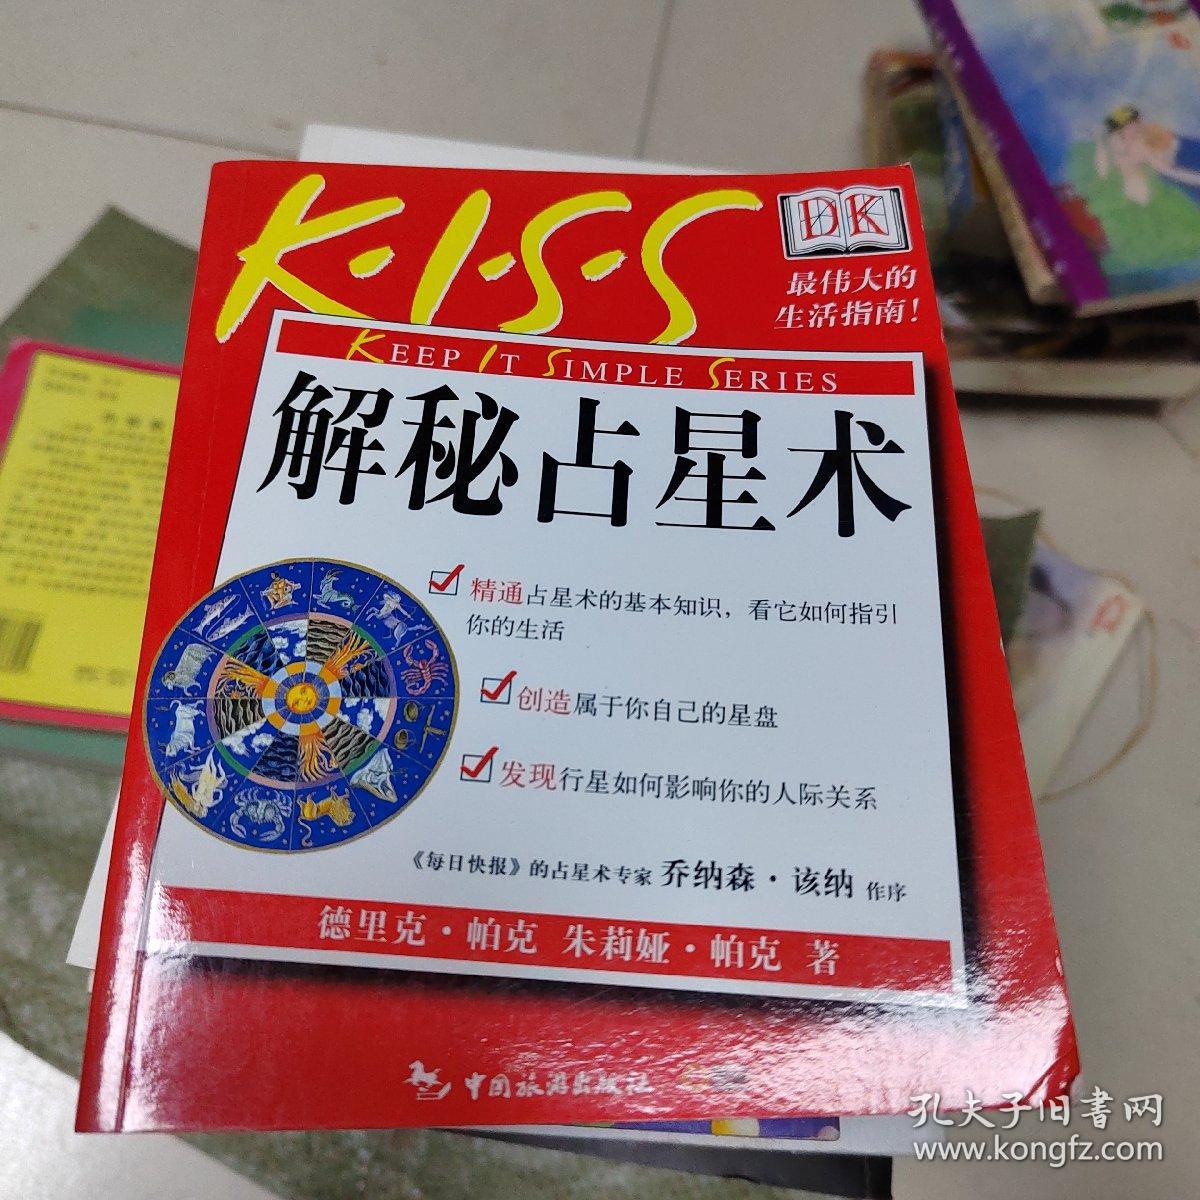 K·I·S·S
DK
最伟大的
生活指南!
KEEP IT SIMPLE SERIES
解秘占星术
精通占星术的基本知识，看它如何指引
你的生活
创造属于你自己的星盘
发现行星如何影响你的人际关系
《每日快报》的占星术专家 乔纳森·该纳 作序
德里克·帕克 朱莉娅·帕克 著
中国旅游出版社
孔夫子旧书网
www.kongfz.com